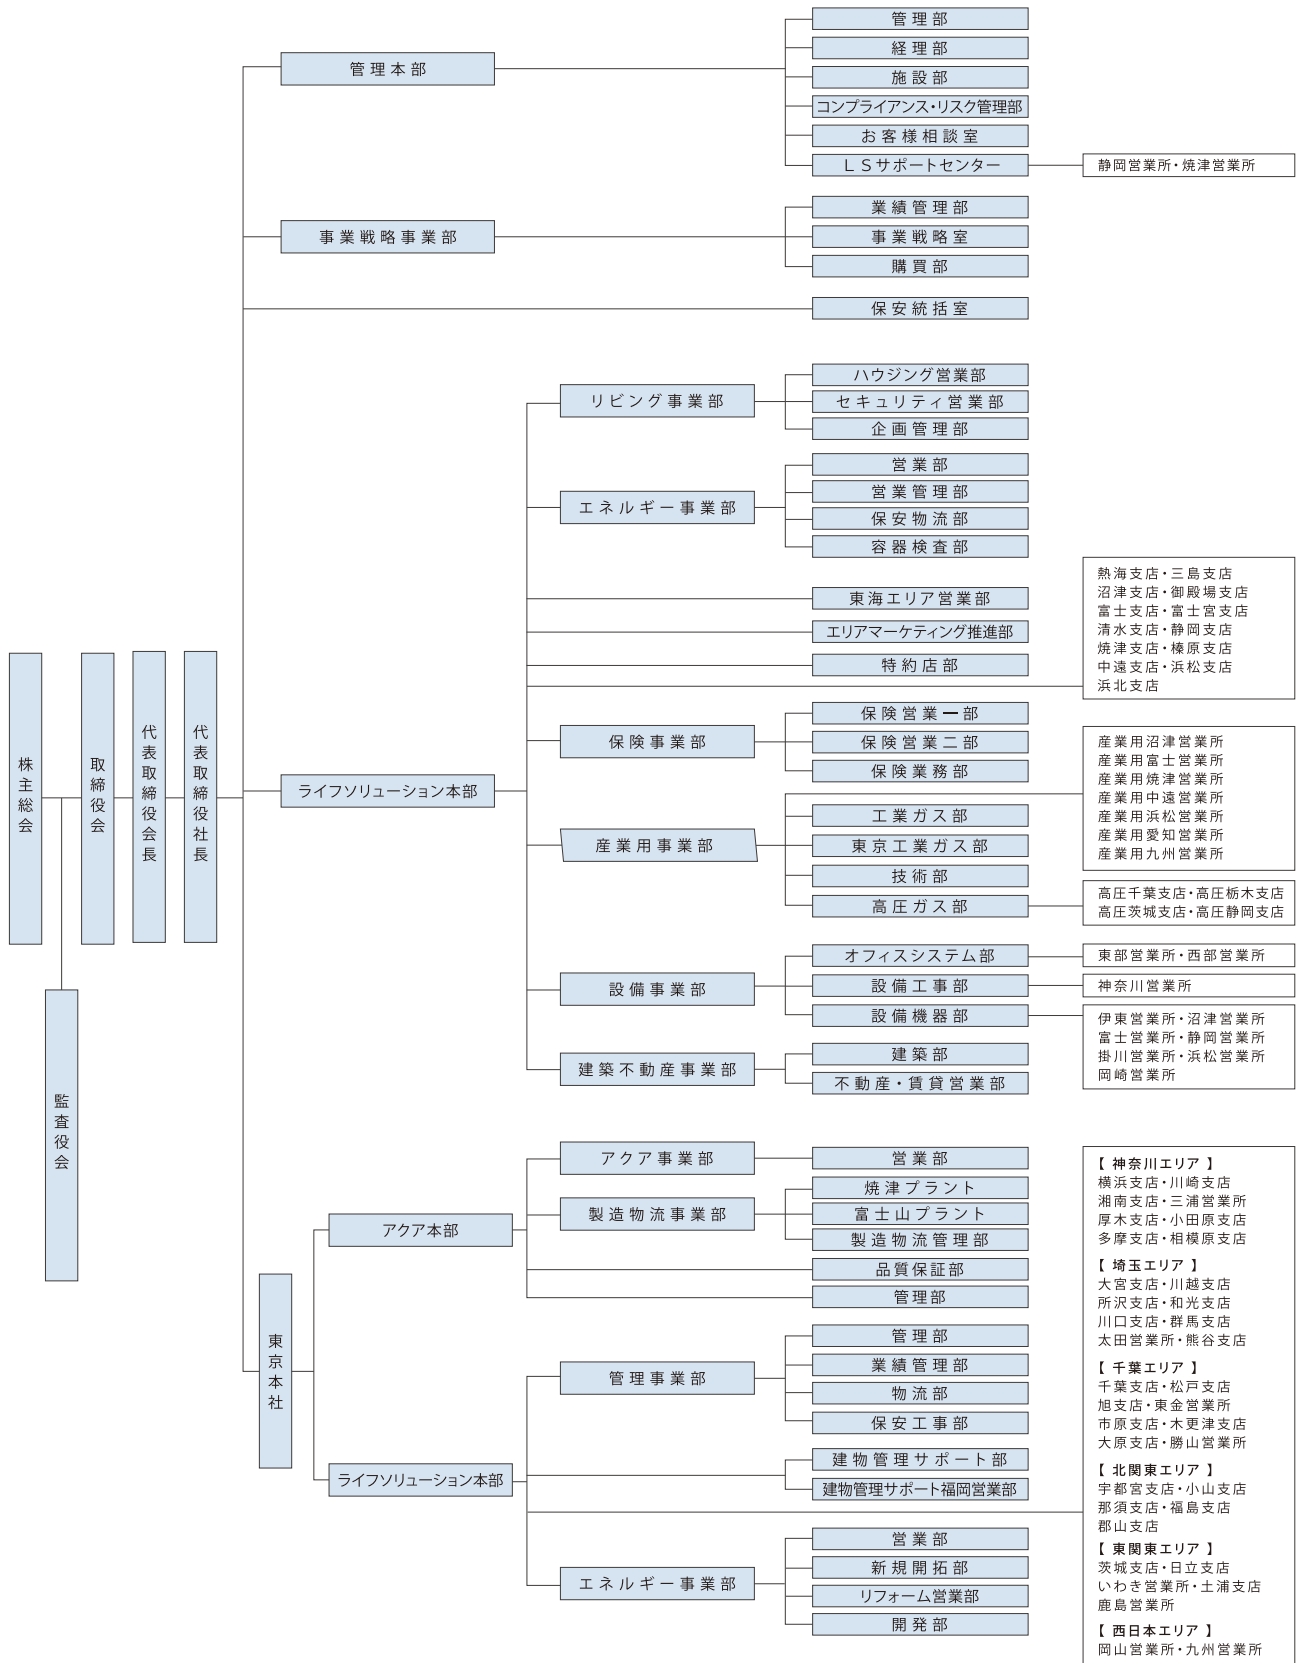 株主総会
取締役会
代表取締役会長
代表取締役社長
監査役会
管理本部
管理部
経理部
施設部
コンプライアンス・リスク管理部
お客様相談室
ＬＳサポートセンター
静岡営業所・焼津営業所
事業戦略事業部
業績管理部
事業戦略室
購買部
保安統括室
ライフソリューション本部
リビング事業部
ハウジング営業部
セキュリティ営業部
企画管理部
エネルギー事業部
営業部
営業管理部
保安物流部
容器検査部
東海エリア営業部
エリアマーケティング推進部
特約店部
熱海支店・三島支店
沼津支店・御殿場支店
富士支店・富士宮支店
清水支店・静岡支店
焼津支店・榛原支店
中遠支店・浜松支店
浜北支店
保険事業部
保険営業一部
保険営業二部
保険業務部
産業用事業部
産業用沼津営業所
産業用富士営業所
産業用焼津営業所
産業用中遠営業所
産業用浜松営業所
産業用愛知営業所
産業用九州営業所
工業ガス部
東京工業ガス部
技術部
高圧ガス部
高圧千葉支店・高圧栃木支店
高圧茨城支店・高圧静岡支店
設備事業部
オフィスシステム部
東部営業所・西部営業所
設備工事部
神奈川営業所
設備機器部
伊東営業所・沼津営業所
富士営業所・静岡営業所
掛川営業所・浜松営業所
岡崎営業所
建築不動産事業部
建築部
不動産・賃貸営業部
東京本社
アクア本部
アクア事業部
営業部
製造物流事業部
焼津プラント
富士山プラント
製造物流管理部
品質保証部
管理部
ライフソリューション本部
管理事業部
管理部
業績管理部
物流部
保安工事部
建物管理サポート部
建物管理サポート福岡営業部
エネルギー事業部
営業部
新規開拓部
リフォーム営業部
開発部
【 神奈川エリア 】
横浜支店・川崎支店
湘南支店・三浦営業所
厚木支店・小田原支店
多摩支店・相模原支店
【 埼玉エリア 】
大宮支店・川越支店
所沢支店・和光支店
川口支店・群馬支店
太田営業所・熊谷支店
【 千葉エリア 】
千葉支店・松戸支店
旭支店・東金営業所
市原支店・木更津支店
大原支店・勝山営業所
【 北関東エリア 】
宇都宮支店・小山支店
那須支店・福島支店
郡山支店
【 東関東エリア 】
茨城支店・日立支店
いわき営業所・土浦支店
鹿島営業所
【 西日本エリア 】
岡山営業所・九州営業所